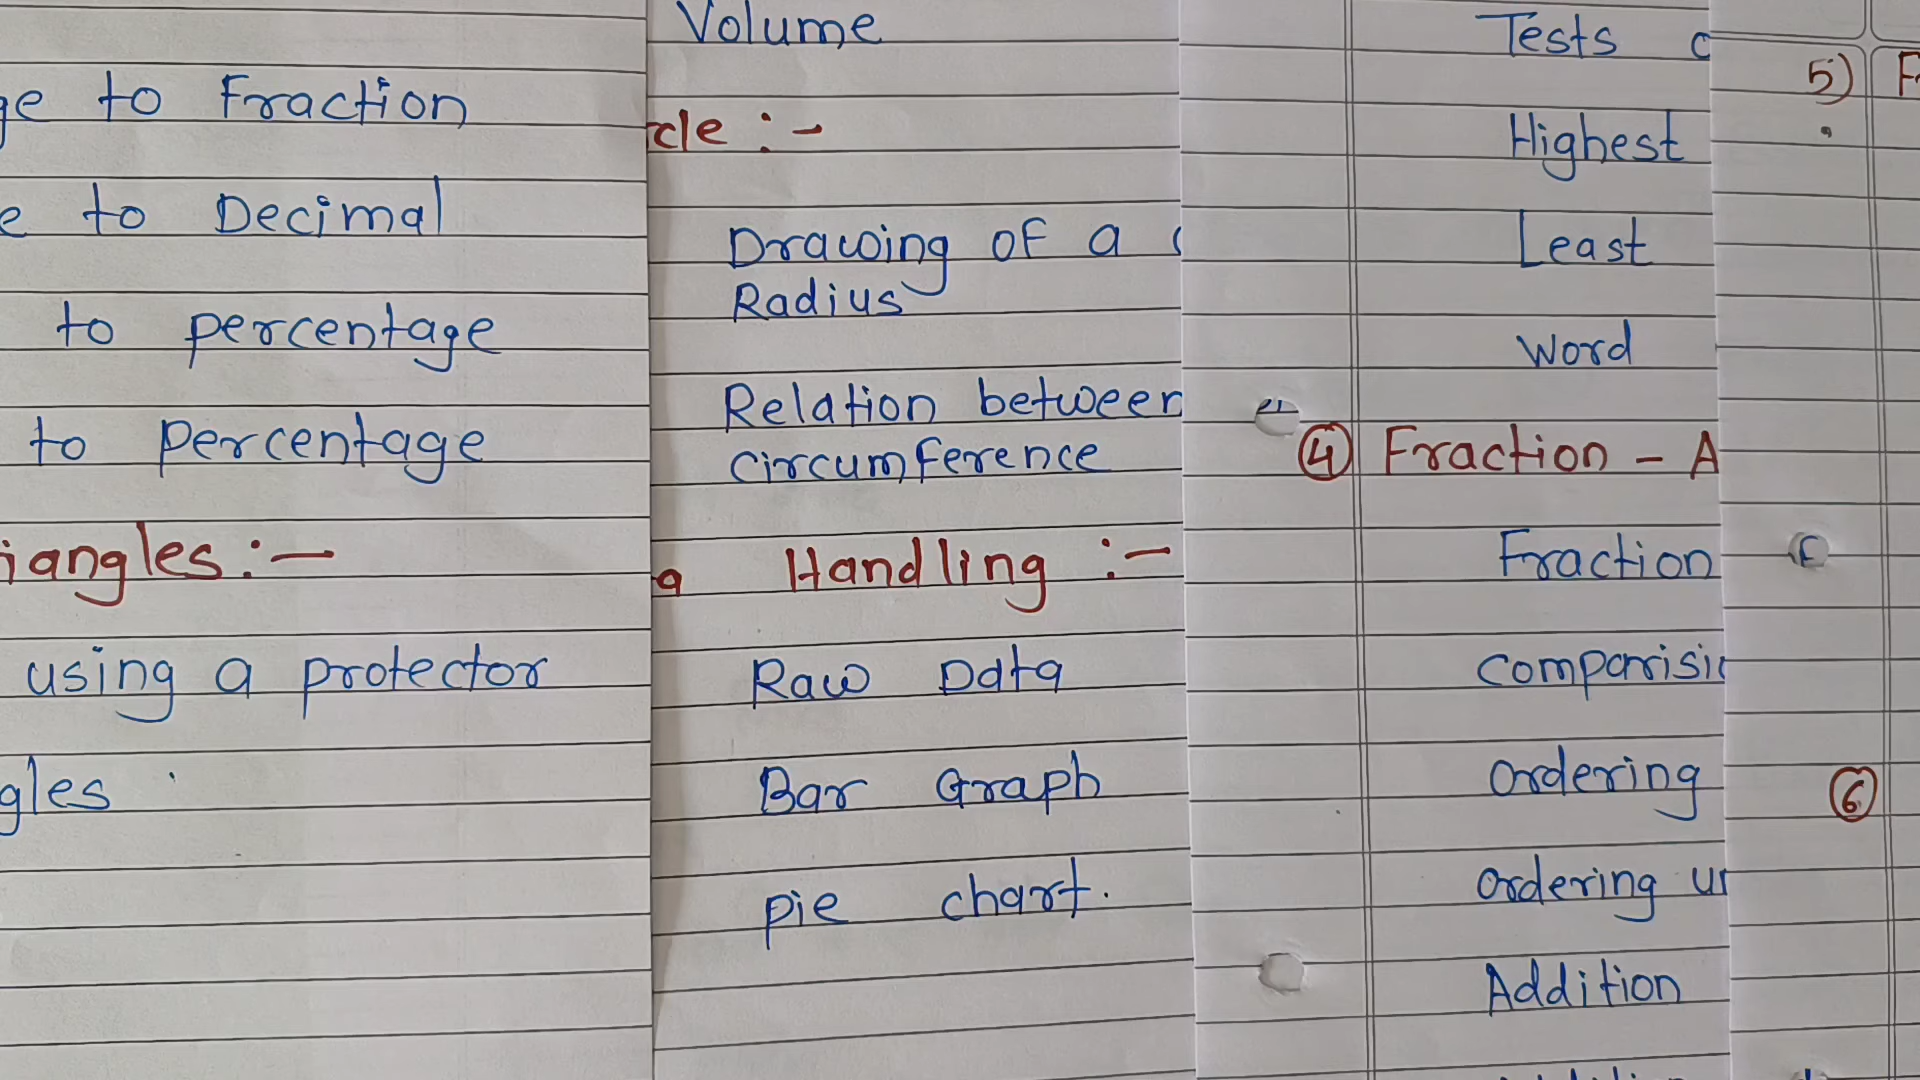 to Fraction
to Decimal
to percentage
to percentage
iangles:-
using a protector
gles
Volume
cle :-
Drawing of a
Radius
Relation between
circumference
a Handling :-
Raw Data
Bar Graph
pie chart.
Tests
Highest
Least
Word
④ Fraction - A
Fraction
Comparisi
Ordering
Ordering
Addition
5) F
⑥